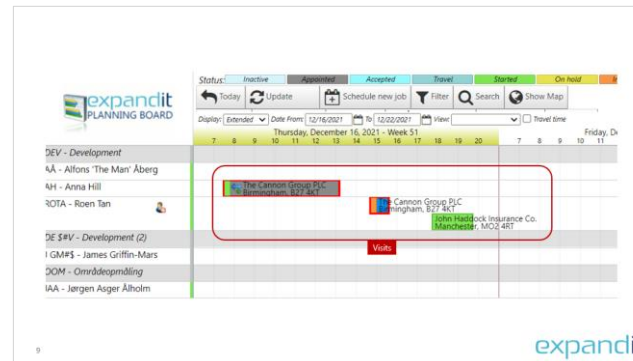 Status: Inactive Appointed Accepted Travel Started On hold
expandit
PLANNING BOARD
Today Update Schedule new job Filter Search Show Map
Display: Extended Date From: 12/16/2021 To 12/22/2021 View: Travel time
Thursday, December 16, 2021 - Week 51 Friday, De
7 8 9 10 11 12 13 14 15 16 17 18 19 20 7 8 9 10 11
DEV - Development
AÅ - Alfons 'The Man' Åberg
AH - Anna Hill
The Cannon Group PLC
Birmingham, B27 4KT
ROTA - Roen Tan
The Cannon Group PLC
Birmingham, B27 4KT
John Haddock Insurance Co.
Manchester, MO2 4RT
DE $#V - Development (2)
J GM#$ - James Griffin-Mars
Visits
OOM - Områdeopmåling
JAA - Jørgen Asger Ålholm
9
expandi